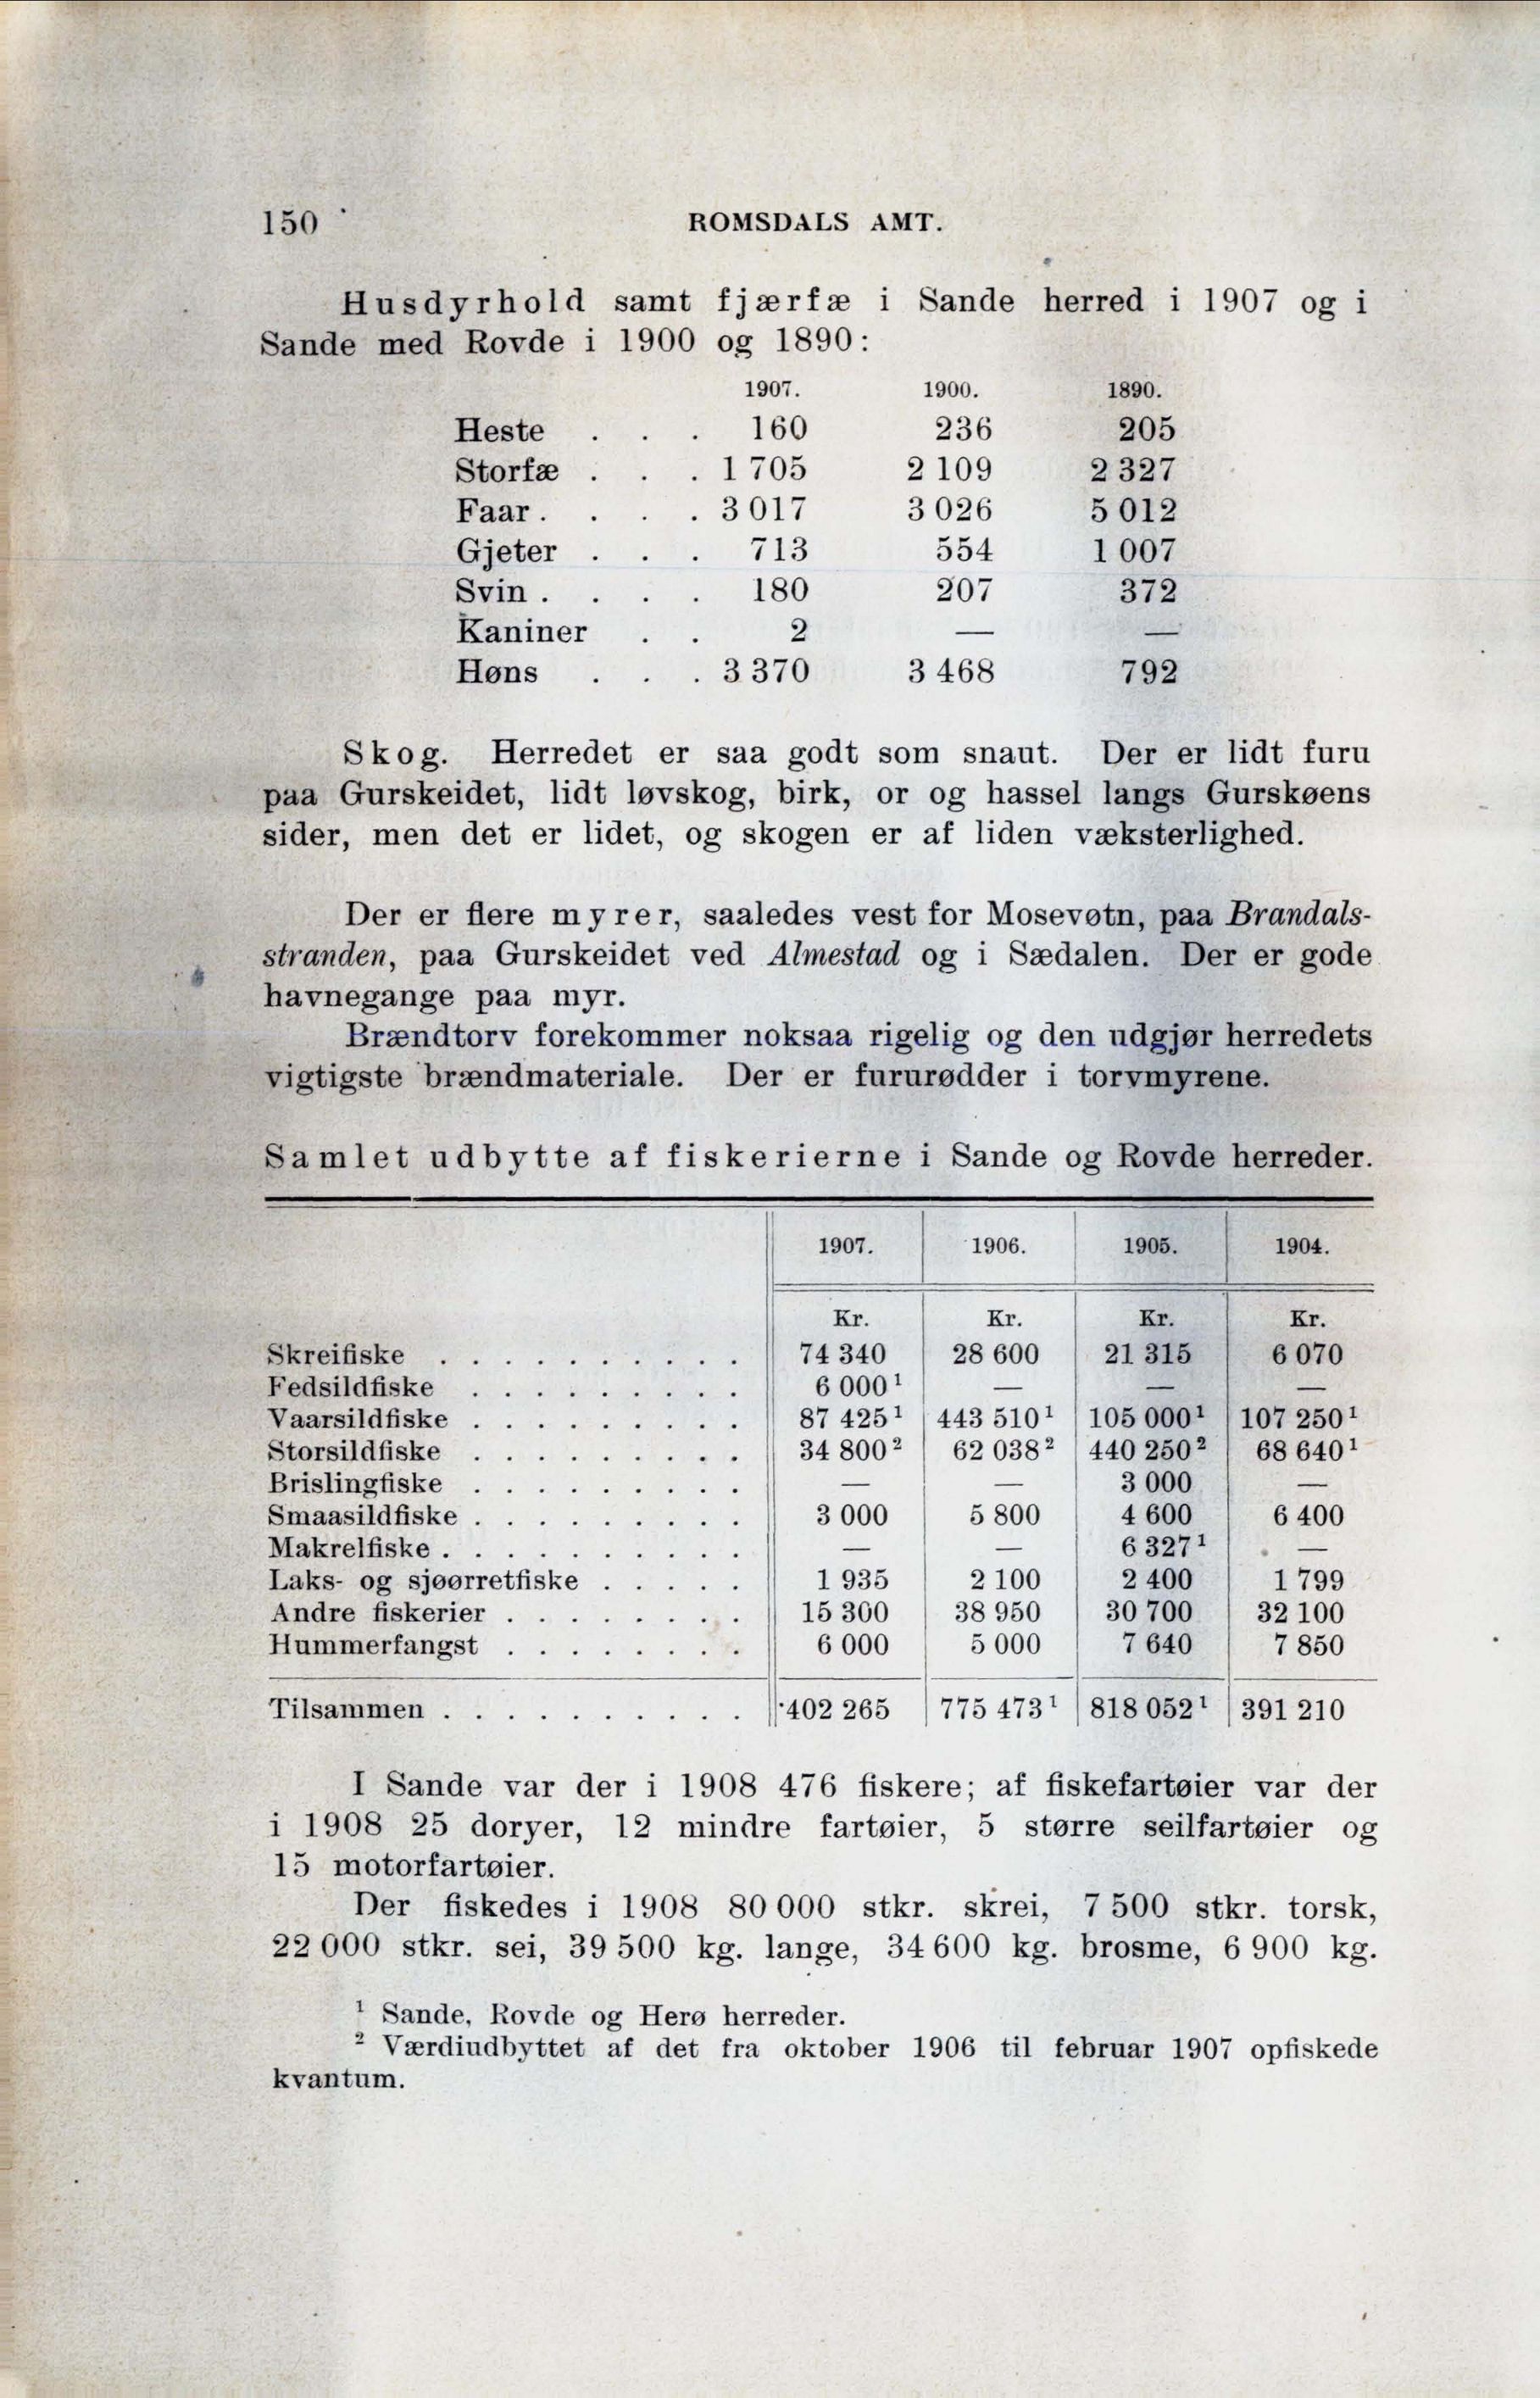 150 ROMSDALS AMT.
Husdyrhold samt fjærfæ i Sande herred i 1907 og i
Sande med Rovde i 1900 og 1890:
1907. 1900. 1890.
Heste . . . 160 236 205
Storfæ . . . 1 705 2 109 2 327
Faar . . . . 3 017 3 026 5 012
Gjeter . . . 713 554 1 007
Svin . . . . 180 207 372
Kaniner . . 2 — —
Høns . . . 3 370 3 468 792
Skog. Herredet er saa godt som snaut. Der er lidt furu
paa Gurskeidet, lidt løvskog, birk, or og hassel langs Gurskøens
sider, men det er lidet, og skogen er af liden væksterlighed.
Der er flere myrer, saaledes vest for Mosevøtn, paa Brandals-
stranden, paa Gurskeidet ved Almestad og i Sædalen. Der er gode
havnegange paa myr.
Brændtorv forekommer noksaa rigelig og den udgjør herredets
vigtigste brændmateriale. Der er fururødder i torvmyrene.
Samlet udbytte af fiskerierne i Sande og Rovde herreder.
1907. 1906. 1905. 1904.
Kr. Kr. Kr. Kr.
Skreifiske . . . . . . . . . . 74 340 28 600 21 315 6 070
Fedsildfiske . . . . . . . . . 6 000¹ — — —
Vaarsildfiske . . . . . . . . . 87 425¹ 443 510¹ 105 000¹ 107 250¹
Storsildfiske . . . . . . . . . 34 800² 62 038² 440 250² 68 640¹
Brislingfiske . . . . . . . . . — — 3 000 —
Smaasildfiske . . . . . . . . . 3 000 5 800 4 600 6 400
Makrelfiske . . . . . . . . . . — — 6 327¹ —
Laks- og sjøørretfiske . . . . . 1 935 2 100 2 400 1 799
Andre fiskerier . . . . . . . . 15 300 38 950 30 700 32 100
Hummerfangst . . . . . . . . 6 000 5 000 7 640 7 850
Tilsammen . . . . . . . . . . 402 265 775 473¹ 818 052¹ 391 210
I Sande var der i 1908 476 fiskere; af fiskefartøier var der
i 1908 25 doryer, 12 mindre fartøier, 5 større seilfartøier og
15 motorfartøier.
Der fiskedes i 1908 80 000 stkr. skrei, 7 500 stkr. torsk,
22 000 stkr. sei, 39 500 kg. lange, 34 600 kg. brosme, 6 900 kg.
¹ Sande, Rovde og Herø herreder.
² Værdiudbyttet af det fra oktober 1906 til februar 1907 opfiskede
kvantum.